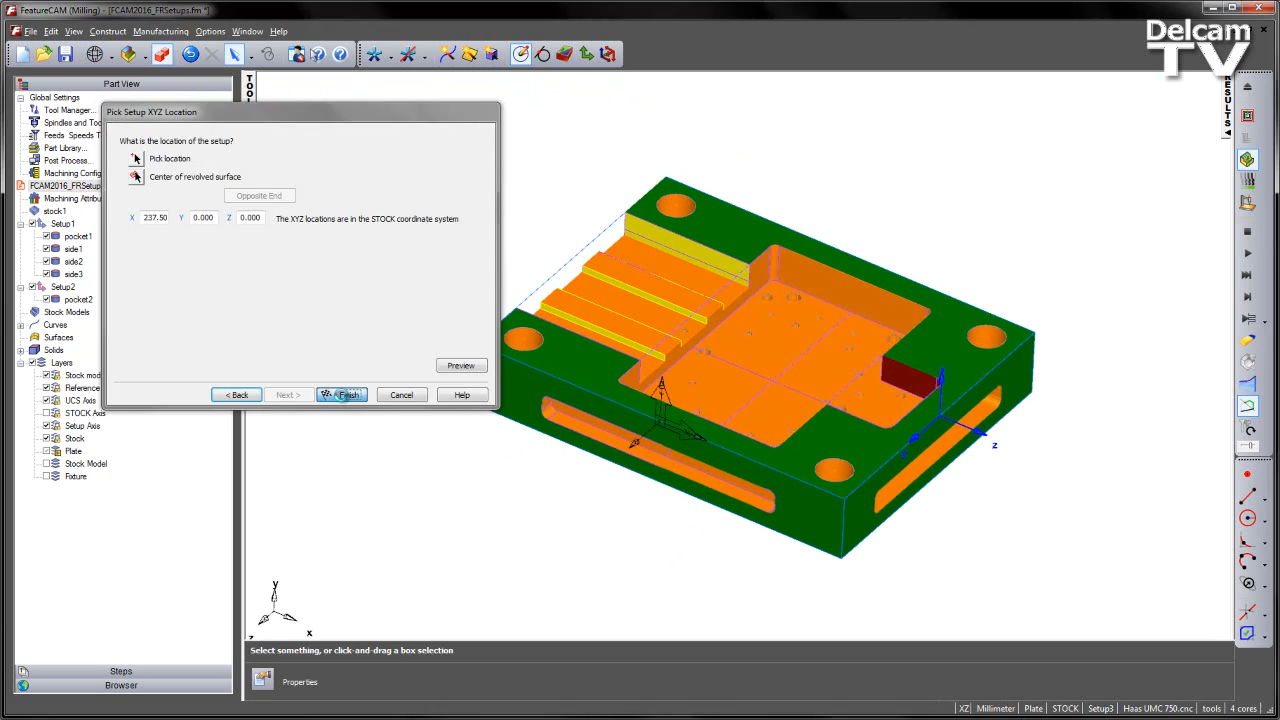 FeatureCAM (Milling) - [FCAM2016_FRSetups.fm *]
File Edit View Construct Manufacturing Options Window Help
Delcam
TV
Part View
Global Settings
Tool Manager...
Spindles and Too
Feeds Speeds T
Part Library...
Post Process...
Machining Config
FCAM2016_FRSetup
Machining Attribu
stock1
Setup1
pocket1
side1
side2
side3
Setup2
pocket2
Stock Models
Curves
Surfaces
Solids
Layers
Stock mod
Reference
UCS Axis
STOCK Axis
Setup Axis
Stock
Plate
Stock Model
Fixture
Steps
Browser
TOOL
RESULTS
Pick Setup XYZ Location
What is the location of the setup?
Pick location
Center of revolved surface
Opposite End
X 237.50 Y 0.000 Z 0.000 The XYZ locations are in the STOCK coordinate system
Preview
< Back Next > Finish Cancel Help
z
y
y
x
z
Select something, or click-and-drag a box selection
Properties
XZ Millimeter Plate STOCK Setup3 Haas UMC 750.cnc tools 4 cores